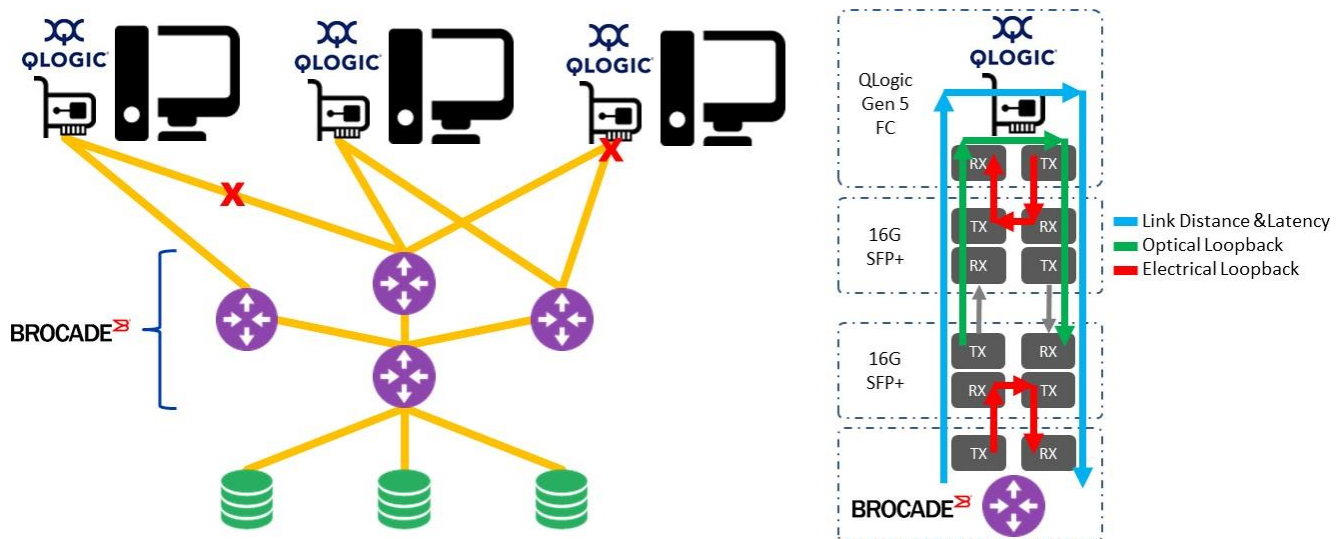 QLOGIC
QLOGIC
QLOGIC
X
X
BROCADE
QLOGIC
QLogic
Gen 5
FC
RX TX
16G
SFP+
TX RX
RX TX
16G
SFP+
TX RX
RX TX
TX RX
BROCADE
Link Distance &Latency
Optical Loopback
Electrical Loopback